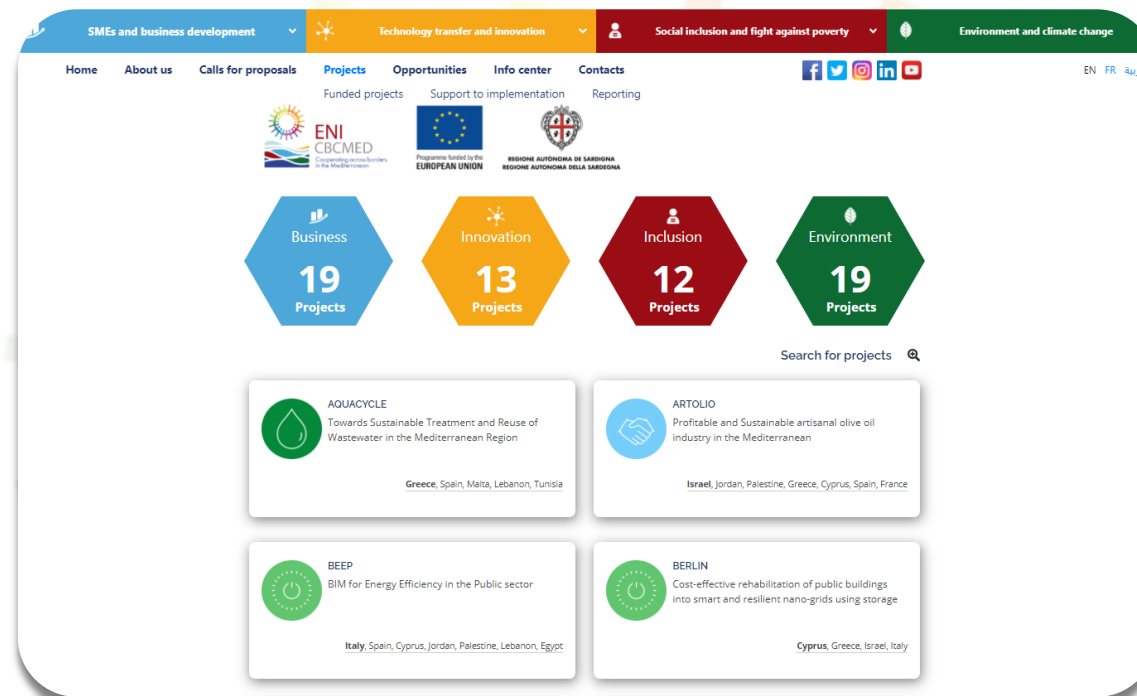 SMEs and business development
Technology transfer and innovation
Social inclusion and fight against poverty
Environment and climate change
Home About us Calls for proposals Projects Opportunities Info center Contacts
EN FR
Funded projects Support to implementation Reporting
ENI
CBCMED
Cooperating across borders
in the Mediterranean
Programme funded by the
EUROPEAN UNION
REGIONE AUTÒNOMA DE SARDIGNA
REGIONE AUTONOMA DELLA SARDEGNA
Business
19
Projects
Innovation
13
Projects
Inclusion
12
Projects
Environment
19
Projects
Search for projects
AQUACYCLE
Towards Sustainable Treatment and Reuse of
Wastewater in the Mediterranean Region
Greece, Spain, Malta, Lebanon, Tunisia
ARTOLIO
Profitable and Sustainable artisanal olive oil
industry in the Mediterranean
Israel, Jordan, Palestine, Greece, Cyprus, Spain, France
BEEP
BIM for Energy Efficiency in the Public sector
Italy, Spain, Cyprus, Jordan, Palestine, Lebanon, Egypt
BERLIN
Cost-effective rehabilitation of public buildings
into smart and resilient nano-grids using storage
Cyprus, Greece, Israel, Italy